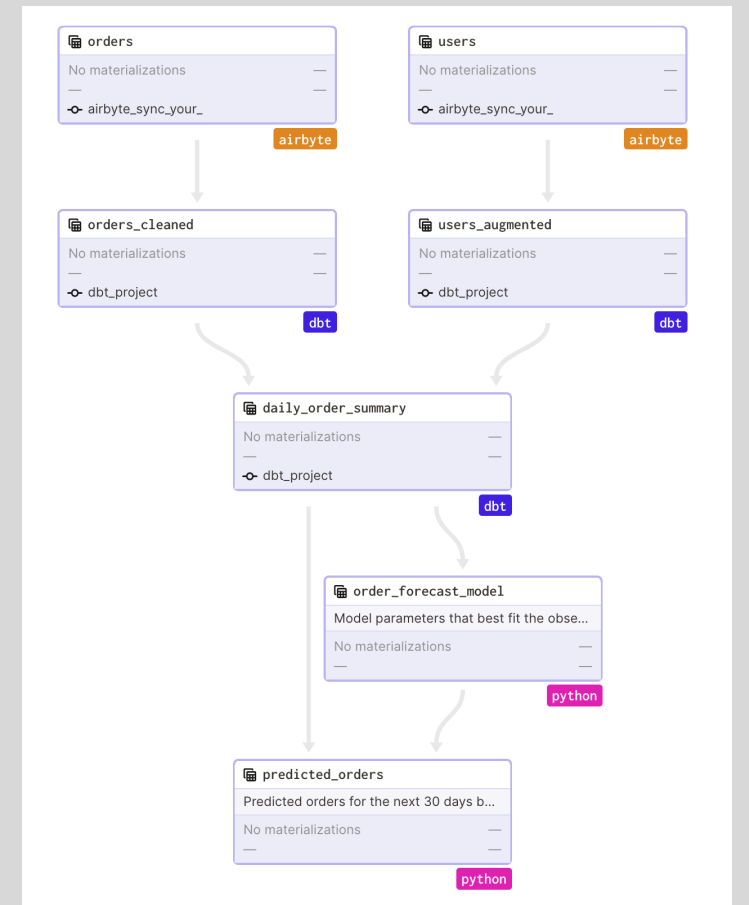 orders
No materializations —
— —
airbyte_sync_your_
airbyte
users
No materializations —
— —
airbyte_sync_your_
airbyte
orders_cleaned
No materializations —
— —
dbt_project
dbt
users_augmented
No materializations —
— —
dbt_project
dbt
daily_order_summary
No materializations —
— —
dbt_project
dbt
order_forecast_model
Model parameters that best fit the obse...
No materializations —
— —
python
predicted_orders
Predicted orders for the next 30 days b...
No materializations —
— —
python